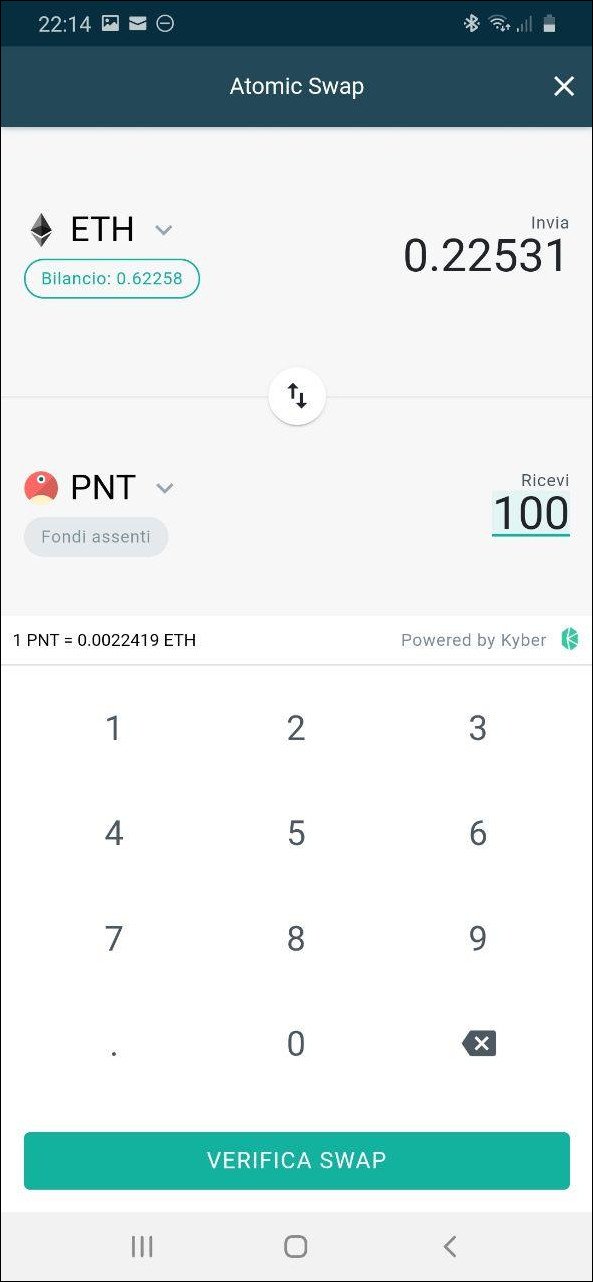 22:14
Atomic Swap
ETH
Invia
0.22531
Bilancio: 0.62258
PNT
Ricevi
100
Fondi assenti
1 PNT = 0.0022419 ETH
Powered by Kyber
1 2 3
4 5 6
7 8 9
. 0
VERIFICA SWAP